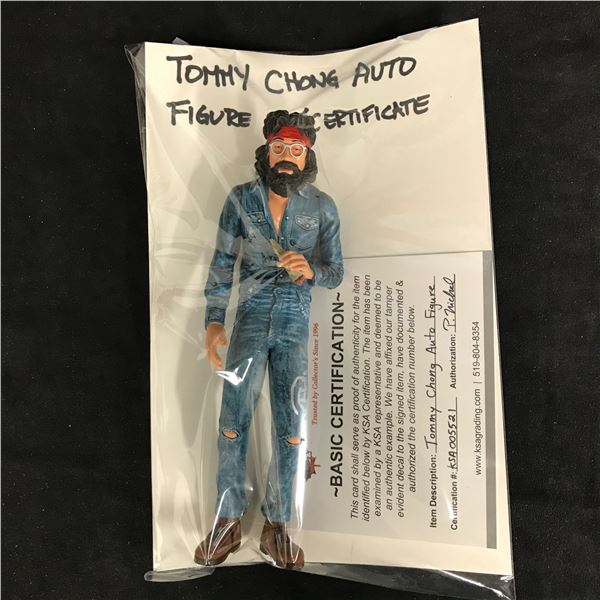 TOMMY CHONG AUTO
FIGURE CERTIFICATE
Trusted by Collector's Since 1996
~BASIC CERTIFICATION~
This card shall serve as proof of authenticity for the item
identified below by KSA Certification. The item has been
examined by a KSA representative and deemed to be
an authentic example. We have affixed our tamper
evident decal to the signed item, have documented &
authorized the certification number below.
Item Description: Tommy Chong Auto Figure
Certification #: KSA005521 Authorization: P. Nickel
www.ksagrading.com | 519-804-8354